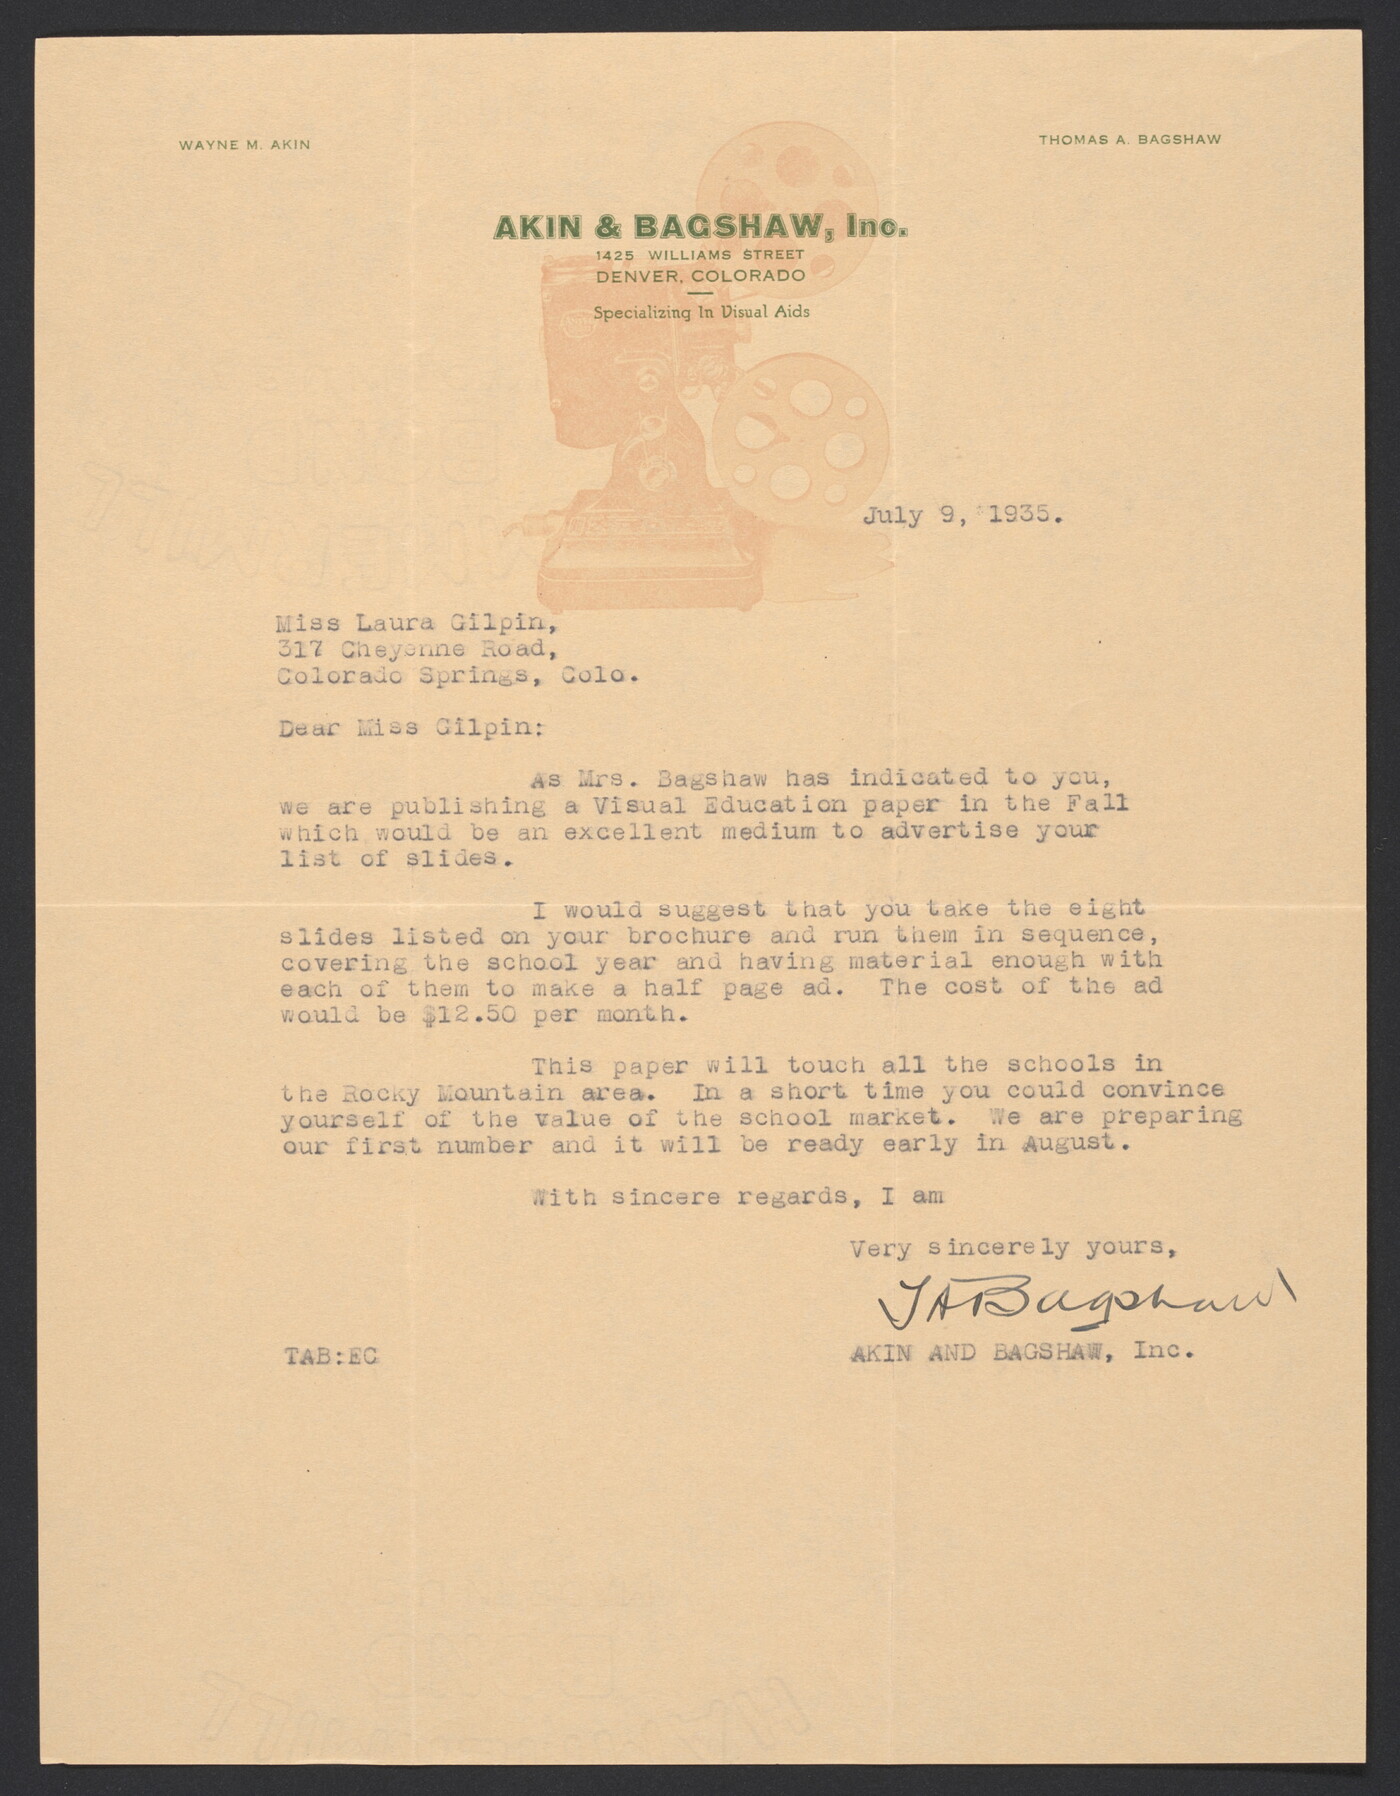 WAYNE M. AKIN
THOMAS A. BAGSHAW
AKIN & BAGSHAW, Inc.
1425 WILLIAMS STREET
DENVER, COLORADO
Specializing In Visual Aids
July 9, 1935.
Miss Laura Gilpin,
317 Cheyenne Road,
Colorado Springs, Colo.
Dear Miss Gilpin:
As Mrs. Bagshaw has indicated to you,
we are publishing a Visual Education paper in the Fall
which would be an excellent medium to advertise your
list of slides.
I would suggest that you take the eight
slides listed on your brochure and run them in sequence,
covering the school year and having material enough with
each of them to make a half page ad. The cost of the ad
would be $12.50 per month.
This paper will touch all the schools in
the Rocky Mountain area. In a short time you could convince
yourself of the value of the school market. We are preparing
our first number and it will be ready early in August.
With sincere regards, I am
Very sincerely yours,
TABagshaw
TAB:EC
AKIN AND BAGSHAW, Inc.